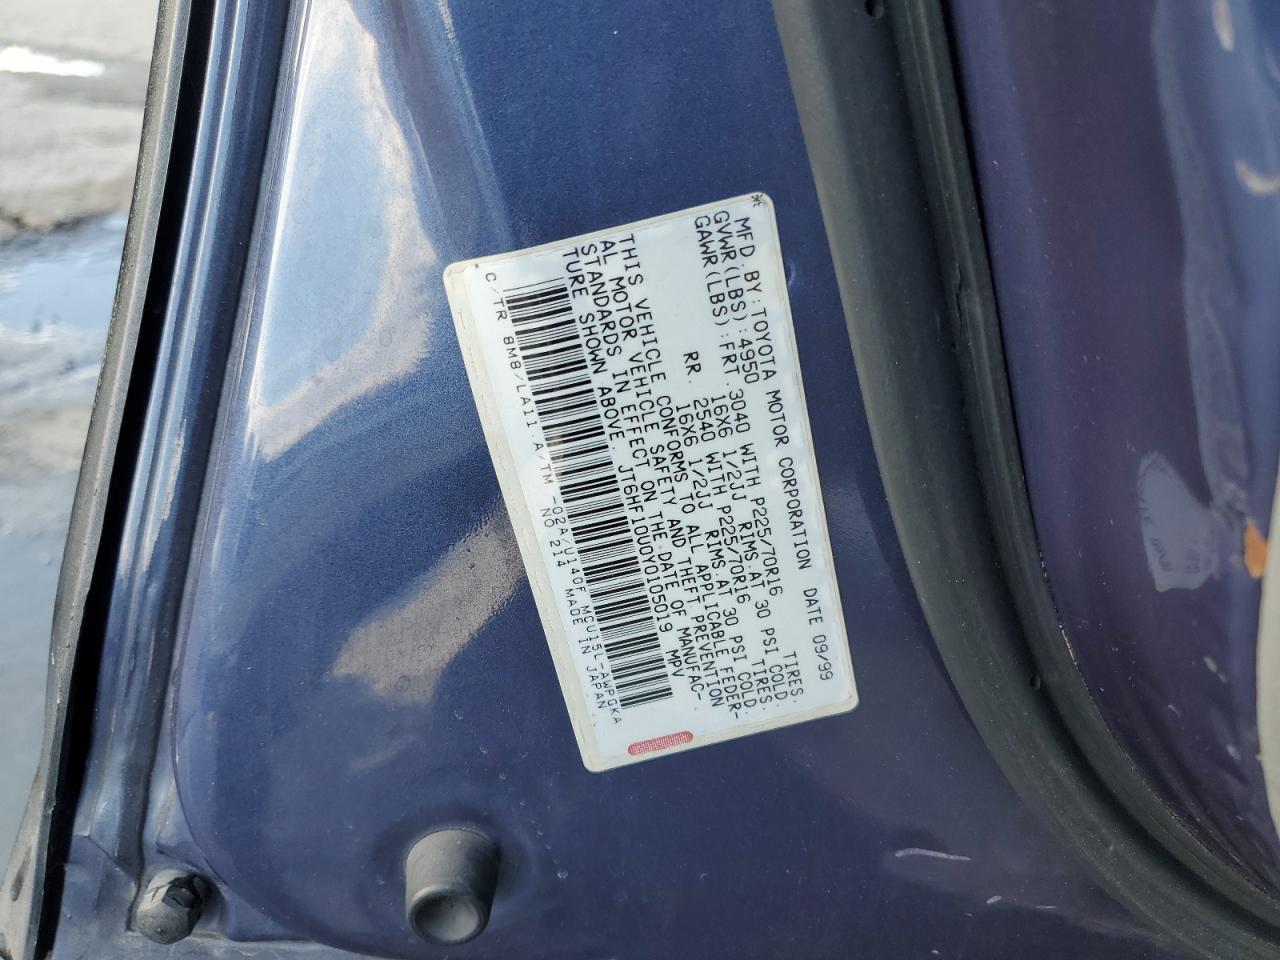 MFD. BY: TOYOTA MOTOR CORPORATION DATE 09/99
GVWR(LBS): 4950
GAWR(LBS): FRT. 3040 WITH P225/70R16 TIRES.
16X6 1/2JJ RIMS.AT 30 PSI COLD.
RR. 2540 WITH P225/70R16 TIRES.
16X6 1/2JJ RIMS.AT 30 PSI COLD.
THIS VEHICLE CONFORMS TO ALL APPLICABLE FEDER-
AL MOTOR VEHICLE SAFETY AND THEFT PREVENTION
STANDARDS IN EFFECT ON THE DATE OF MANUFAC-
TURE SHOWN ABOVE. JT6HF10U0Y0105019 MPV
C/TR 8M8/LA11 A/TM -02A/U140F MCU15L-AWPGKA
NO 214 MADE IN JAPAN